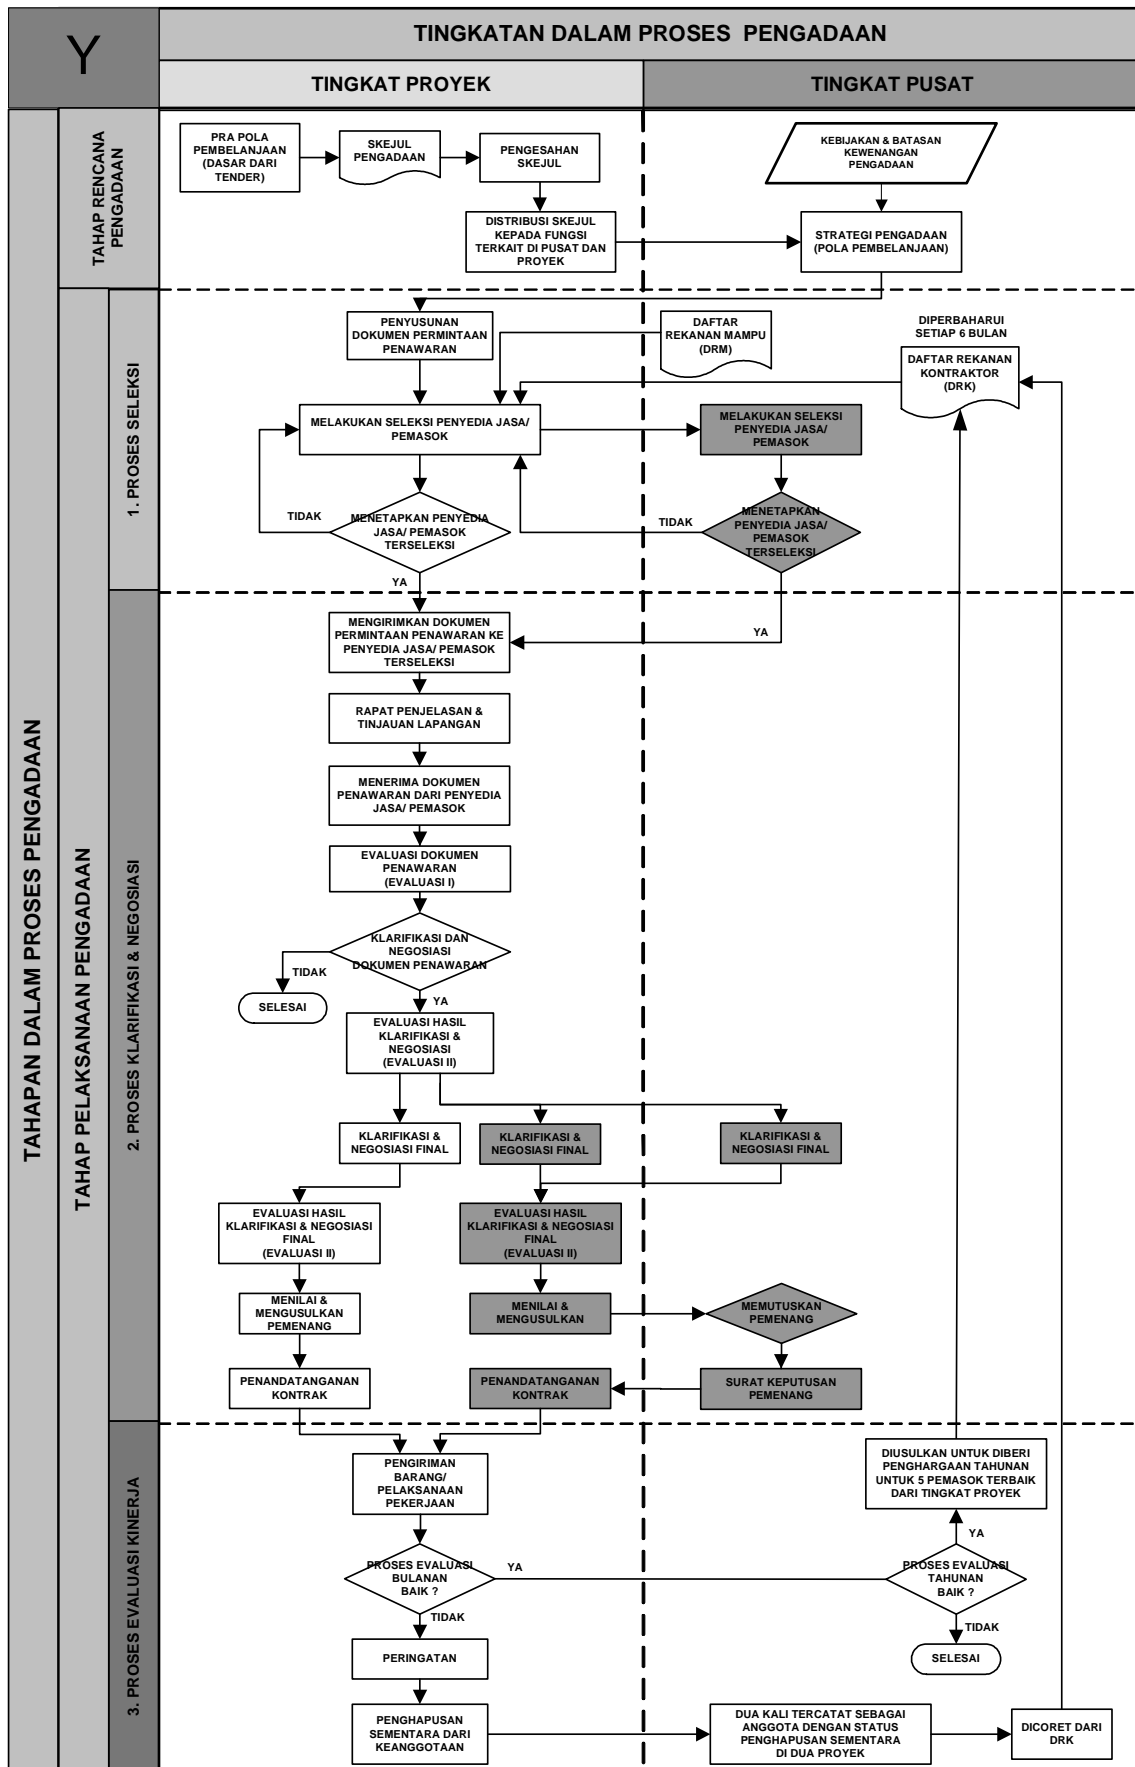 Y
TINGKATAN DALAM PROSES PENGADAAN
TINGKAT PROYEK
TINGKAT PUSAT
TAHAPAN DALAM PROSES PENGADAAN
TAHAP RENCANA
PENGADAAN
PRA POLA
PEMBELANJAAN
(DASAR DARI
TENDER)
SKEJUL
PENGADAAN
PENGESAHAN
SKEJUL
KEBIJAKAN & BATASAN
KEWENANGAN
PENGADAAN
DISTRIBUSI SKEJUL
KEPADA FUNGSI
TERKAIT DI PUSAT DAN
PROYEK
STRATEGI PENGADAAN
(POLA PEMBELANJAAN)
TAHAP PELAKSANAAN PENGADAAN
1. PROSES SELEKSI
PENYUSUNAN
DOKUMEN PERMINTAAN
PENAWARAN
DAFTAR
REKANAN MAMPU
(DRM)
DIPERBAHARUI
SETIAP 6 BULAN
DAFTAR REKANAN
KONTRAKTOR
(DRK)
MELAKUKAN SELEKSI PENYEDIA JASA/
PEMASOK
MELAKUKAN SELEKSI
PENYEDIA JASA/
PEMASOK
TIDAK
MENETAPKAN PENYEDIA
JASA/ PEMASOK
TERSELEKSI
TIDAK
MENETAPKAN
PENYEDIA JASA/
PEMASOK
TERSELEKSI
YA
2. PROSES KLARIFIKASI & NEGOSIASI
MENGIRIMKAN DOKUMEN
PERMINTAAN PENAWARAN KE
PENYEDIA JASA/ PEMASOK
TERSELEKSI
YA
RAPAT PENJELASAN &
TINJAUAN LAPANGAN
MENERIMA DOKUMEN
PENAWARAN DARI PENYEDIA
JASA/ PEMASOK
EVALUASI DOKUMEN
PENAWARAN
(EVALUASI I)
KLARIFIKASI DAN
NEGOSIASI
DOKUMEN PENAWARAN
TIDAK
SELESAI
YA
EVALUASI HASIL
KLARIFIKASI &
NEGOSIASI
(EVALUASI II)
KLARIFIKASI &
NEGOSIASI FINAL
KLARIFIKASI &
NEGOSIASI FINAL
KLARIFIKASI &
NEGOSIASI FINAL
EVALUASI HASIL
KLARIFIKASI & NEGOSIASI
FINAL
(EVALUASI II)
EVALUASI HASIL
KLARIFIKASI & NEGOSIASI
FINAL
(EVALUASI II)
MENILAI &
MENGUSULKAN
PEMENANG
MENILAI &
MENGUSULKAN
MEMUTUSKAN
PEMENANG
PENANDATANGANAN
KONTRAK
PENANDATANGANAN
KONTRAK
SURAT KEPUTUSAN
PEMENANG
3. PROSES EVALUASI KINERJA
PENGIRIMAN
BARANG/
PELAKSANAAN
PEKERJAAN
DIUSULKAN UNTUK DIBERI
PENGHARGAAN TAHUNAN
UNTUK 5 PEMASOK TERBAIK
DARI TINGKAT PROYEK
YA
PROSES EVALUASI
BULANAN
BAIK ?
YA
PROSES EVALUASI
TAHUNAN
BAIK ?
TIDAK
TIDAK
PERINGATAN
SELESAI
PENGHAPUSAN
SEMENTARA DARI
KEANGGOTAAN
DUA KALI TERCATAT SEBAGAI
ANGGOTA DENGAN STATUS
PENGHAPUSAN SEMENTARA
DI DUA PROYEK
DICORET DARI
DRK